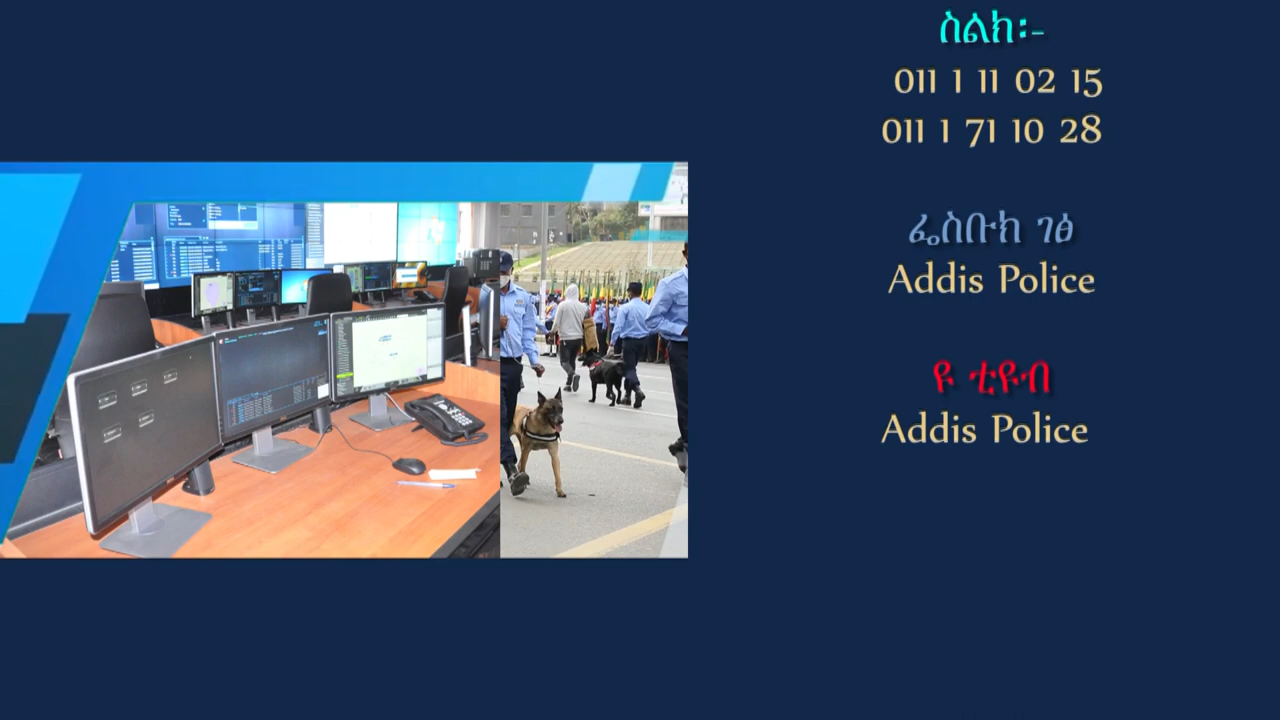 ስልክ፡-
011 1 11 02 15
011 1 71 10 28
ፌስቡክ ገፅ
Addis Police
ዩ ቲዩብ
Addis Police